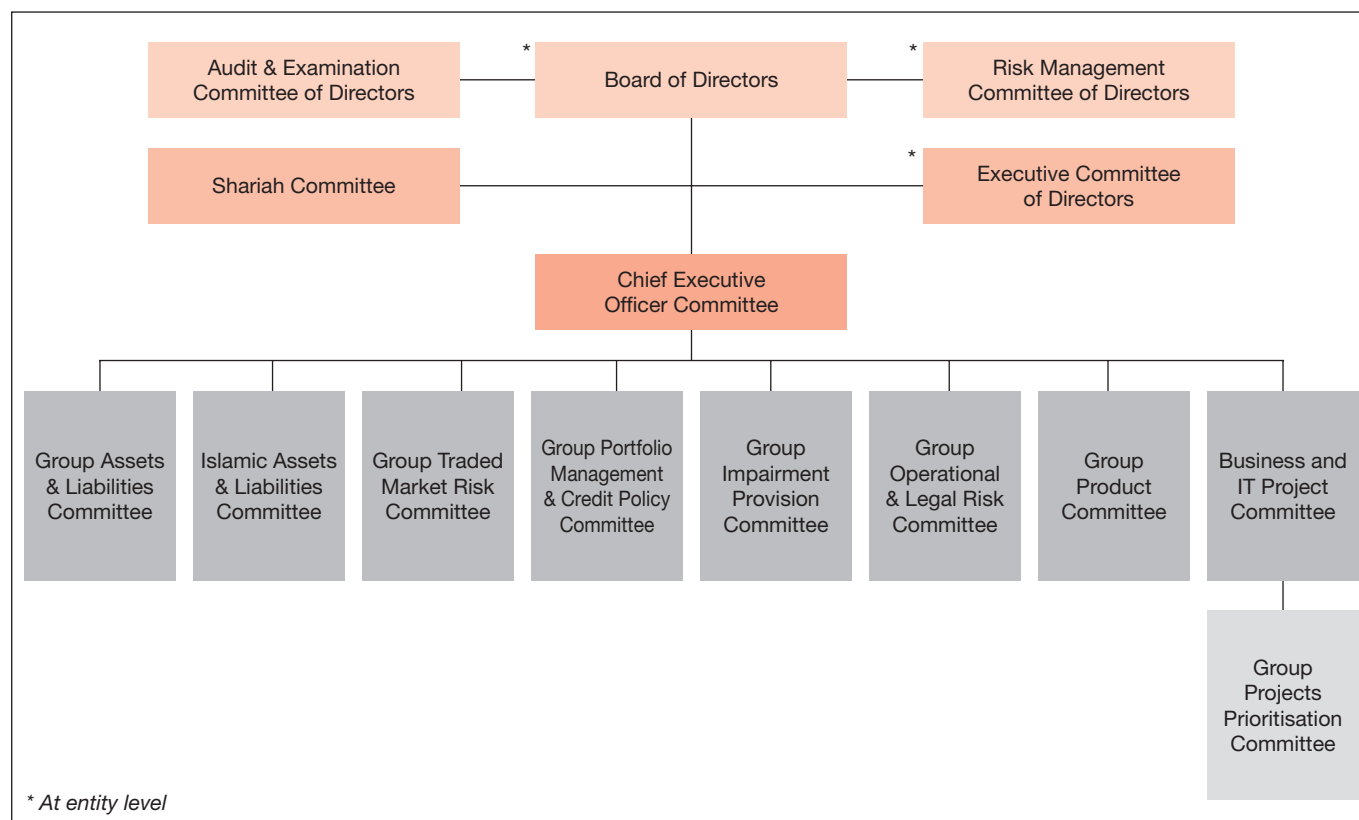 *
*
Audit & Examination
Committee of Directors
Board of Directors
Risk Management
Committee of Directors
*
Shariah Committee
Executive Committee
of Directors
Chief Executive
Officer Committee
Group Assets
& Liabilities
Committee
Islamic Assets
& Liabilities
Committee
Group Traded
Market Risk
Committee
Group Portfolio
Management
& Credit Policy
Committee
Group
Impairment
Provision
Committee
Group
Operational
& Legal Risk
Committee
Group
Product
Committee
Business and
IT Project
Committee
Group
Projects
Prioritisation
Committee
* At entity level